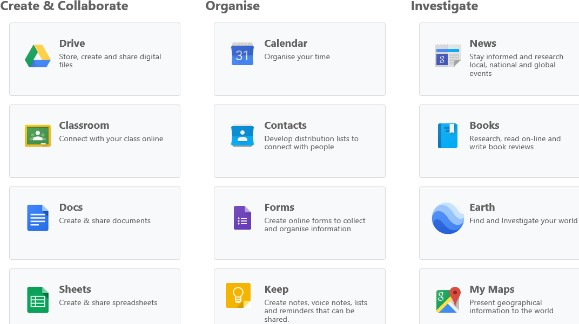 Create & Collaborate
Drive
Store, create and share digital
files
Classroom
Connect with your class online
Docs
Create & share documents
Sheets
Create & share spreadsheets
Organise
31
Calendar
Organise your time
Contacts
Develop distribution lists to
connect with people
Forms
Create online forms to collect
and organise information
Keep
Create notes, voice notes, lists
and reminders that can be
shared.
Investigate
News
Stay informed and research
local, national and global
events
Books
Research, read on-line and
write book reviews
Earth
Find and Investigate your world
My Maps
Present geographical
information to the world